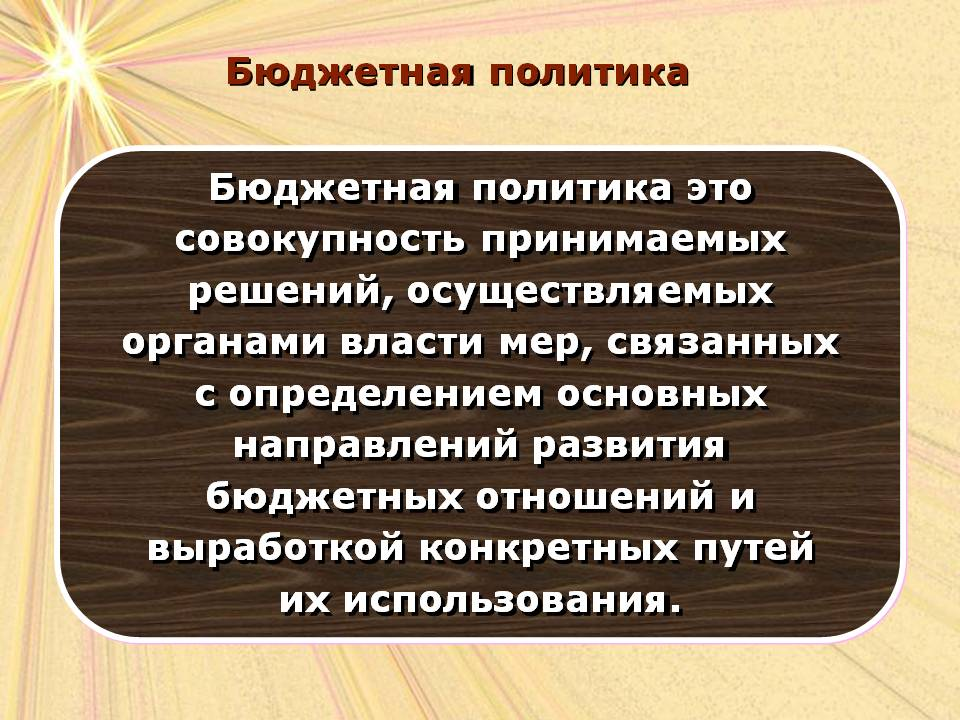 Бюджетная политика
Бюджетная политика это
совокупность принимаемых
решений, осуществляемых
органами власти мер, связанных
с определением основных
направлений развития
бюджетных отношений и
выработкой конкретных путей
их использования.